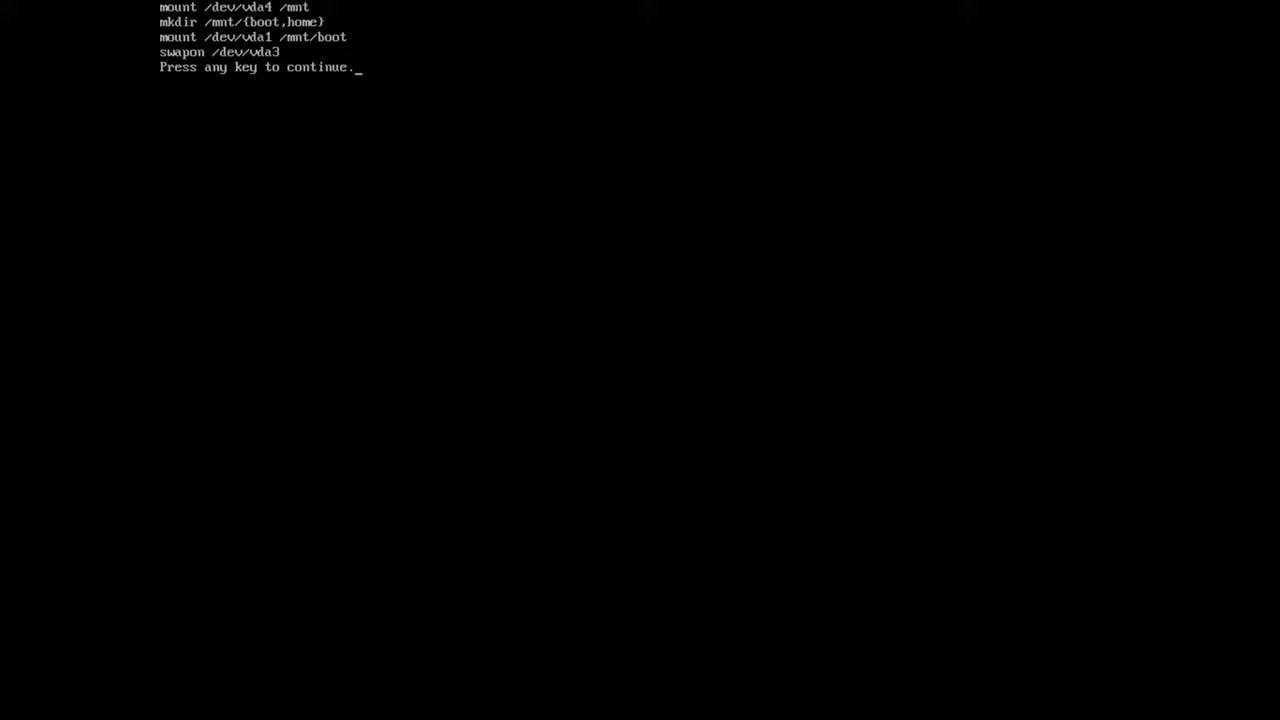 mount /dev/vda4 /mnt
mkdir /mnt/{boot,home}
mount /dev/vda1 /mnt/boot
swapon /dev/vda3
Press any key to continue._